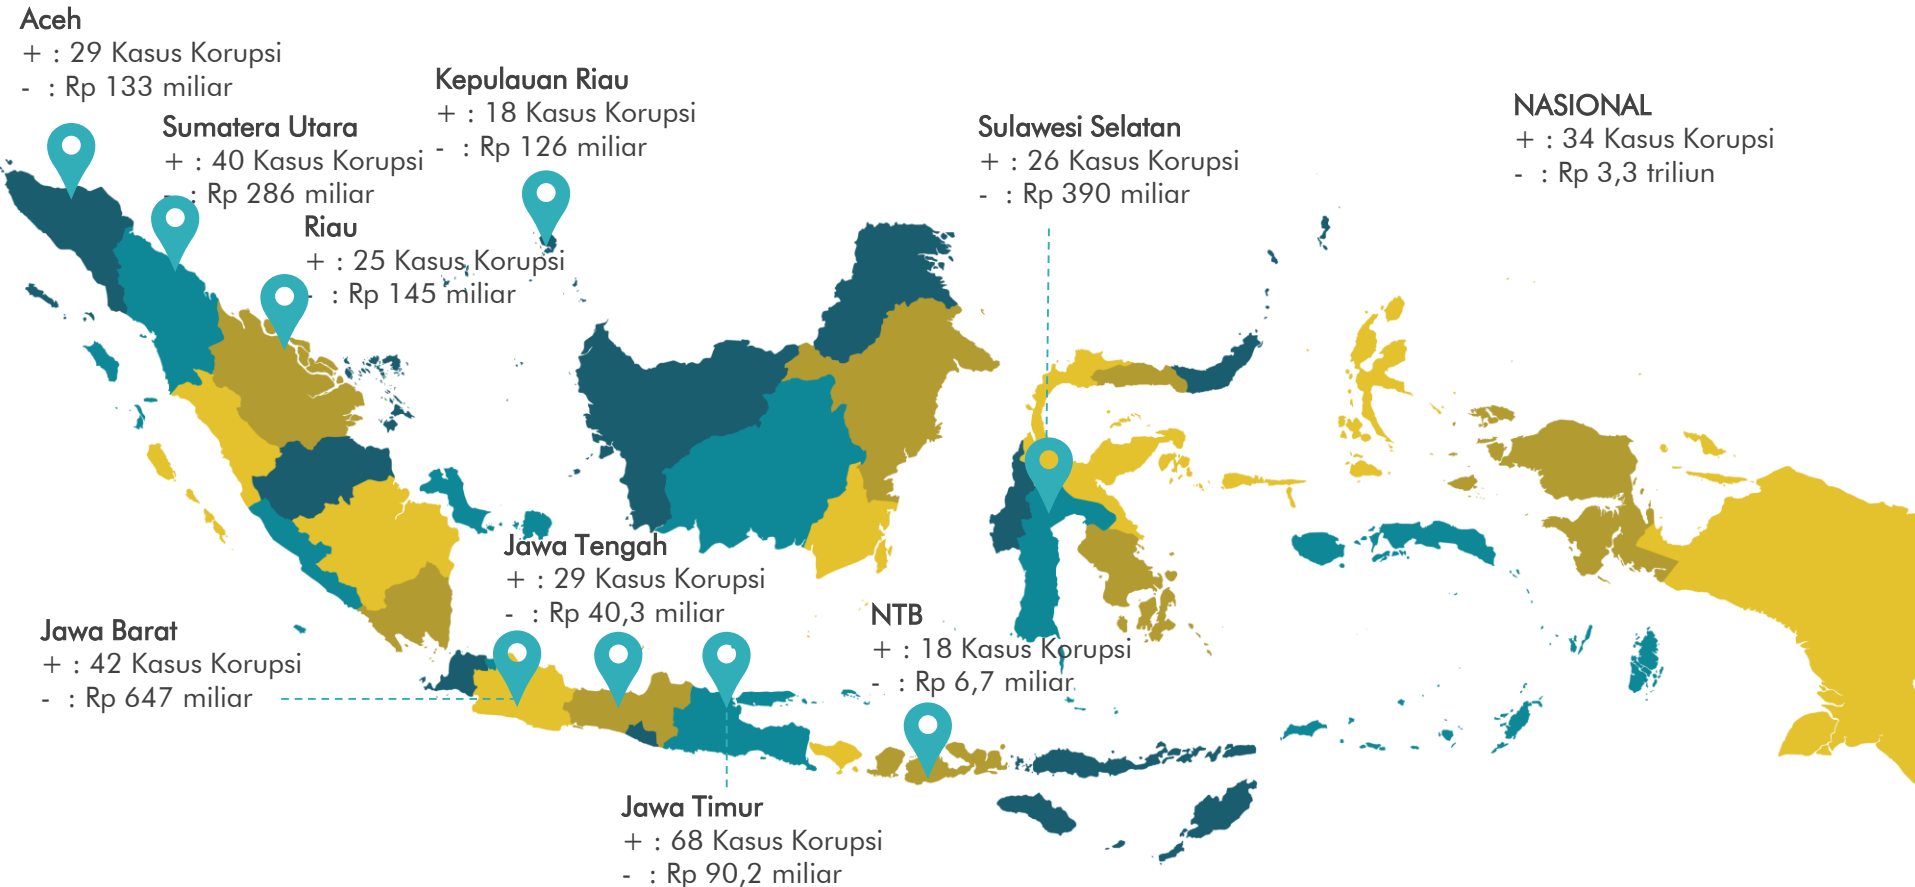 Aceh
+ : 29 Kasus Korupsi
- : Rp 133 miliar
Kepulauan Riau
+ : 18 Kasus Korupsi
- : Rp 126 miliar
Sumatera Utara
+ : 40 Kasus Korupsi
- : Rp 286 miliar
Riau
+ : 25 Kasus Korupsi
- : Rp 145 miliar
Sulawesi Selatan
+ : 26 Kasus Korupsi
- : Rp 390 miliar
NASIONAL
+ : 34 Kasus Korupsi
- : Rp 3,3 triliun
Jawa Tengah
+ : 29 Kasus Korupsi
- : Rp 40,3 miliar
Jawa Barat
+ : 42 Kasus Korupsi
- : Rp 647 miliar
NTB
+ : 18 Kasus Korupsi
- : Rp 6,7 miliar
Jawa Timur
+ : 68 Kasus Korupsi
- : Rp 90,2 miliar